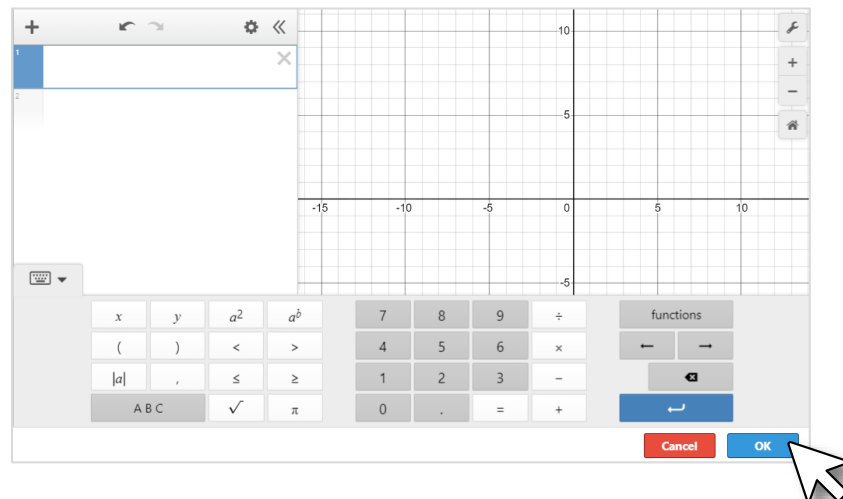 + «
10
1
×
+
2
−
5
-15 -10 -5 0 5 10
-5
x y a² aᵇ 7 8 9 ÷ functions
( ) < > 4 5 6 × ← →
|a| , ≤ ≥ 1 2 3 −
A B C √ π 0 . = +
Cancel OK